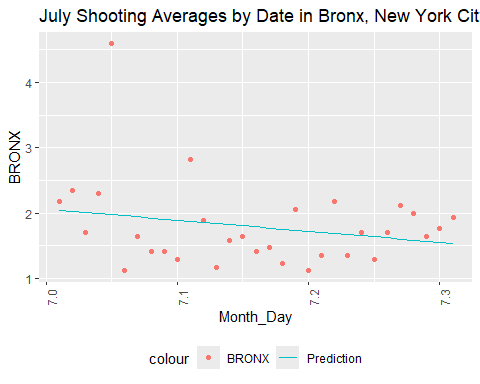 July Shooting Averages by Date in Bronx, New York Cit
BRONX
4
3
2
1
7.0
7.1
7.2
7.3
Month_Day
colour BRONX Prediction